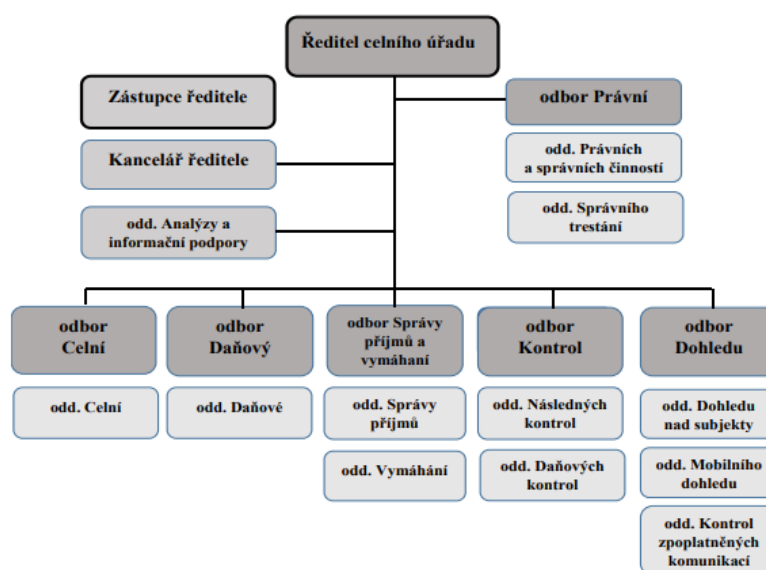 Ředitel celního úřadu
Zástupce ředitele
odbor Právní
Kancelář ředitele
odd. Právních
a správních činností
odd. Analýzy a
informační podpory
odd. Správního
trestání
odbor
Celní
odbor
Daňový
odbor Správy
příjmů a
vymáhaní
odbor
Kontrol
odbor
Dohledu
odd. Celní
odd. Daňové
odd. Správy
příjmů
odd. Následných
kontrol
odd. Dohledu
nad subjekty
odd. Vymáhání
odd. Daňových
kontrol
odd. Mobilního
dohledu
odd. Kontrol
zpoplatněných
komunikací